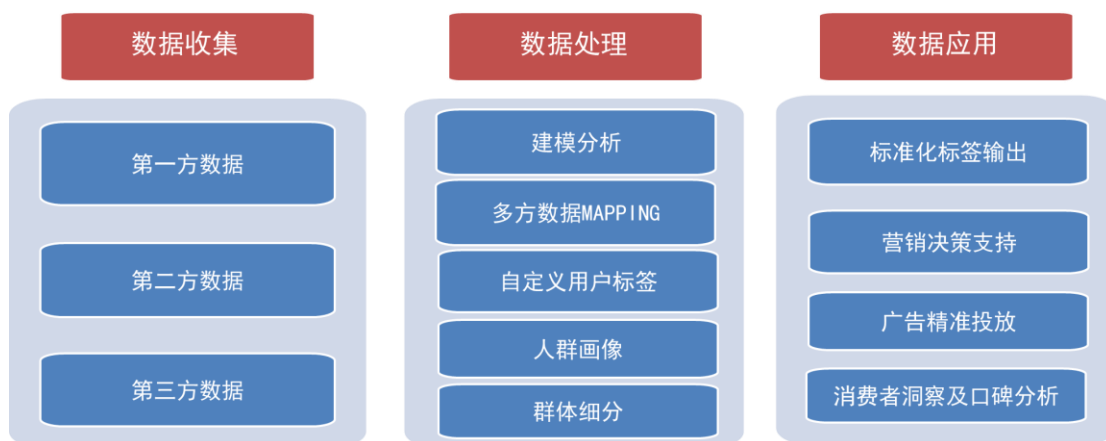 数据收集
第一方数据
第二方数据
第三方数据
数据处理
建模分析
多方数据MAPPING
自定义用户标签
人群画像
群体细分
数据应用
标准化标签输出
营销决策支持
广告精准投放
消费者洞察及口碑分析